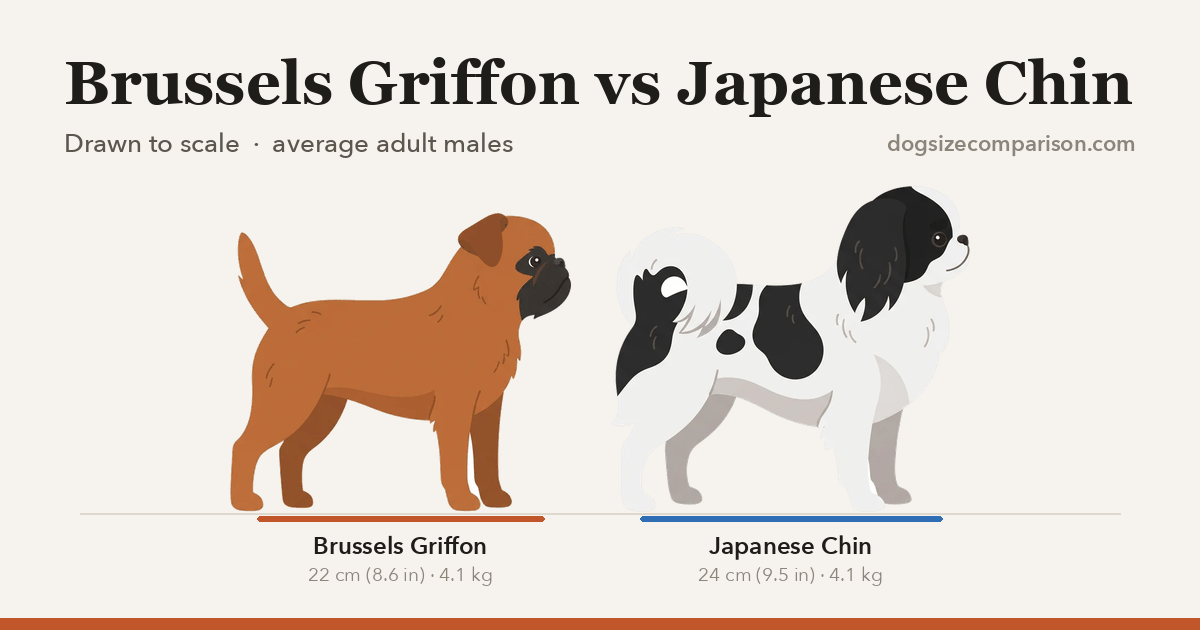 Brussels Griffon vs Japanese Chin
Drawn to scale · average adult males
dogsizecomparison.com
Brussels Griffon
22 cm (8.6 in) · 4.1 kg
Japanese Chin
24 cm (9.5 in) · 4.1 kg